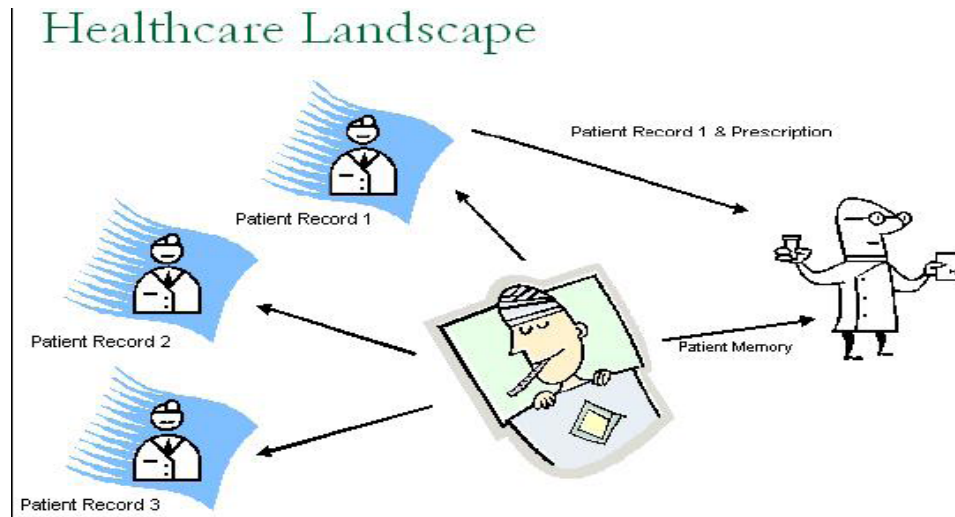 Healthcare Landscape
Patient Record 1 & Prescription
Patient Record 1
Patient Record 2
Patient Memory
Patient Record 3